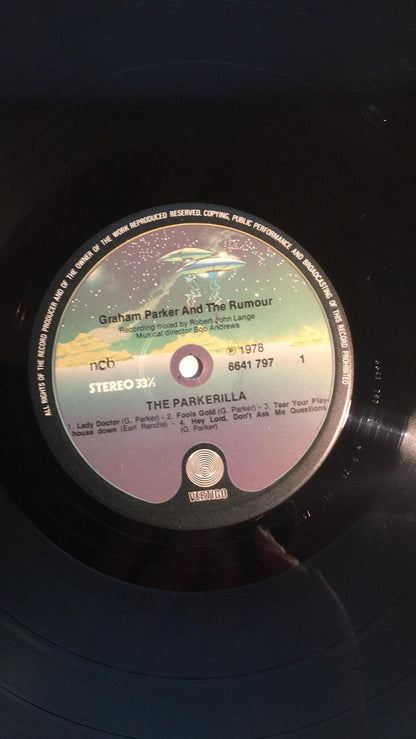 ALL RIGHTS OF THE RECORD PRODUCER AND OF THE OWNER OF THE WORK REPRODUCED RESERVED. COPYING, PUBLIC PERFORMANCE AND BROADCASTING OF THIS RECORD PROHIBITED
Graham Parker And The Rumour
Recording mixed by Robert John Lange
Musical director Bob Andrews
ncb
℗ 1978
STEREO 33⅓
6641 797
1
THE PARKERILLA
1. Lady Doctor (G. Parker) - 2. Fools Gold (G. Parker) - 3. Tear Your Play-
house down (Earl Randle) - 4. Hey Lord, Don't Ask Me Questions
(G. Parker)
VERTIGO